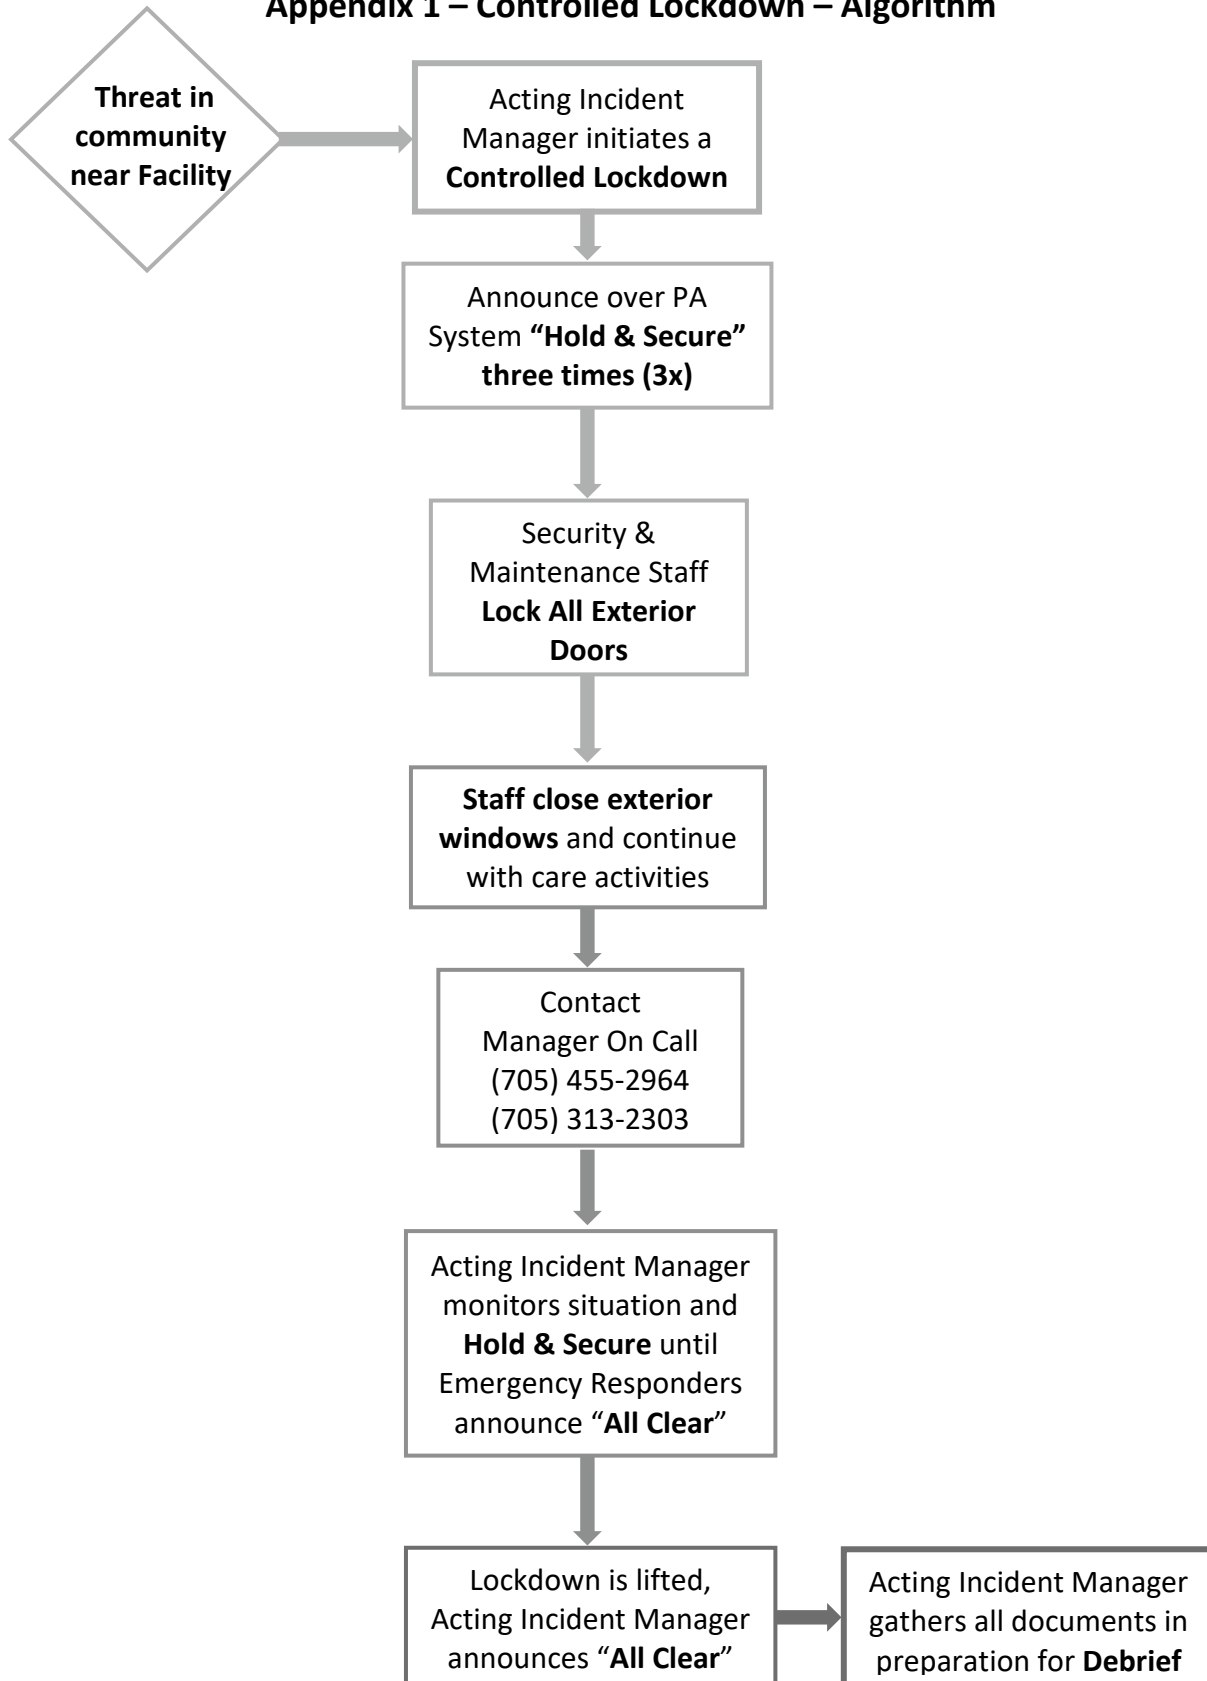 Appendix 1 – Controlled Lockdown – Algorithm
Threat in
community
near Facility
Acting Incident
Manager initiates a
Controlled Lockdown
Announce over PA
System “Hold & Secure”
three times (3x)
Security &
Maintenance Staff
Lock All Exterior
Doors
Staff close exterior
windows and continue
with care activities
Contact
Manager On Call
(705) 455-2964
(705) 313-2303
Acting Incident Manager
monitors situation and
Hold & Secure until
Emergency Responders
announce “All Clear”
Lockdown is lifted,
Acting Incident Manager
announces “All Clear”
Acting Incident Manager
gathers all documents in
preparation for Debrief